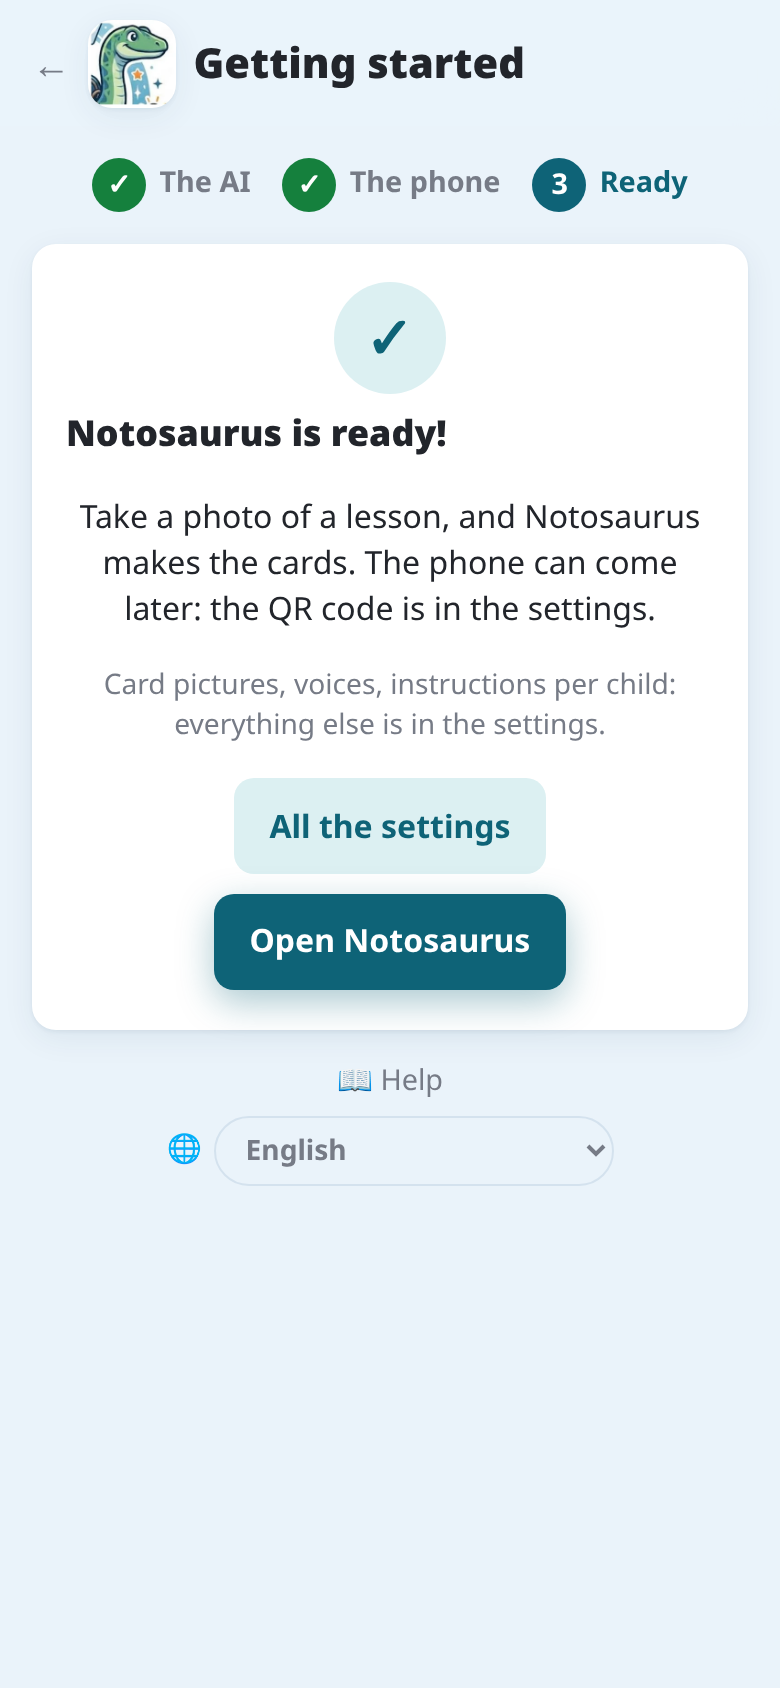 ← Getting started
✓ The AI ✓ The phone 3 Ready
✓
Notosaurus is ready!
Take a photo of a lesson, and Notosaurus
makes the cards. The phone can come
later: the QR code is in the settings.
Card pictures, voices, instructions per child:
everything else is in the settings.
All the settings
Open Notosaurus
📖 Help
🌐 English